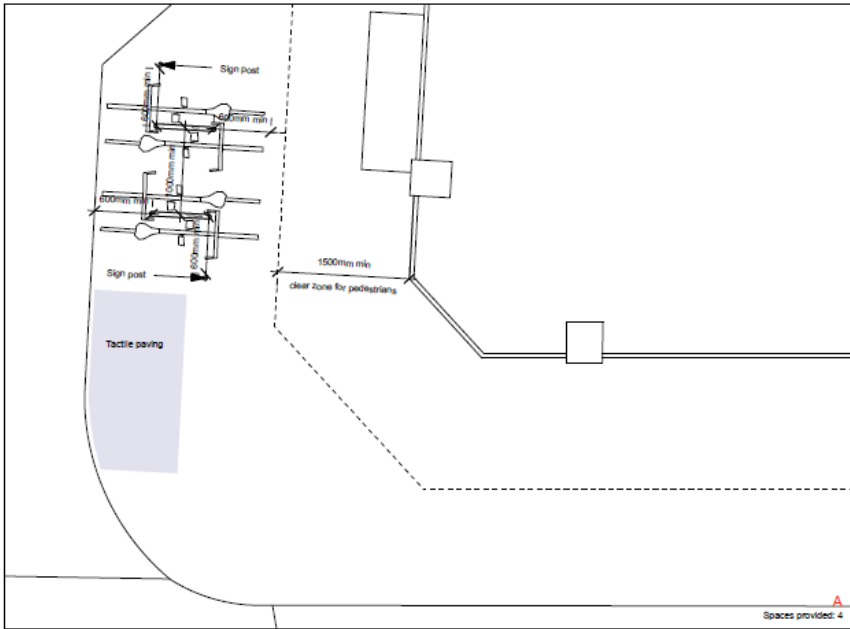 Sign post
600mm min
600mm min
1000mm min
600mm min
600mm min
Sign post
1500mm min
clear zone for pedestrians
Tactile paving
A
Spaces provided: 4